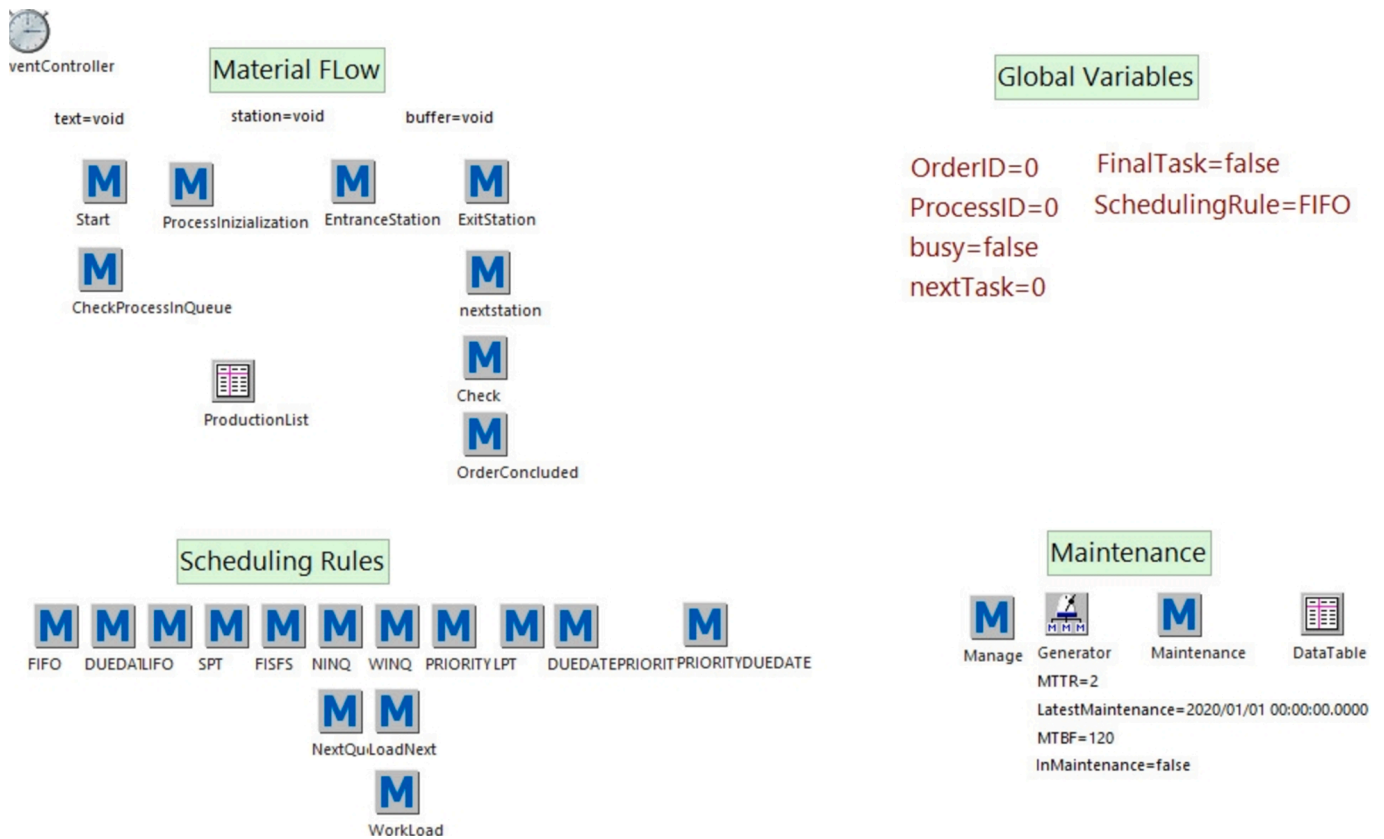 ventController
Material FLow
text=void
station=void
buffer=void
M
Start
M
ProcessInizialization
M
EntranceStation
M
ExitStation
M
CheckProcessInQueue
M
nextstation
M
Check
ProductionList
M
OrderConcluded
Global Variables
OrderID=0
FinalTask=false
ProcessID=0
SchedulingRule=FIFO
busy=false
nextTask=0
Scheduling Rules
M M M M M M M M M M M
FIFO DUEDATLIFO SPT FISFS NINQ WINQ PRIORITY LPT DUEDATEPRIORIT PRIORITYDUEDATE
M M
NextQuLoadNext
M
WorkLoad
Maintenance
M
Manage
M M M
Generator
M
Maintenance
DataTable
MTTR=2
LatestMaintenance=2020/01/01 00:00:00.0000
MTBF=120
InMaintenance=false